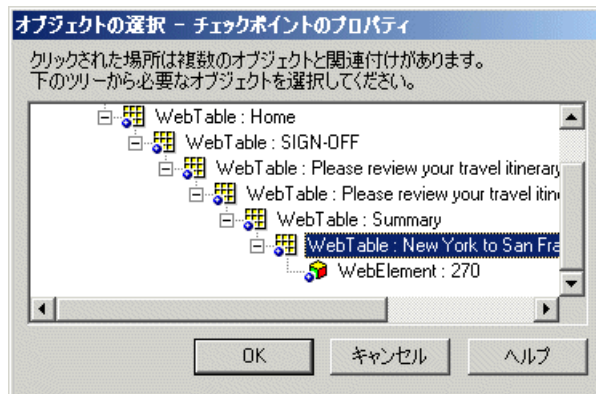 オブジェクトの選択 - チェックポイントのプロパティ
クリックされた場所は複数のオブジェクトと関連付けがあります。
下のツリーから必要なオブジェクトを選択してください。
WebTable : Home
WebTable : SIGN-OFF
WebTable : Please review your travel itinerary
WebTable : Please review your travel itin
WebTable : Summary
WebTable : New York to San Fra
WebElement : 270
OK キャンセル ヘルプ